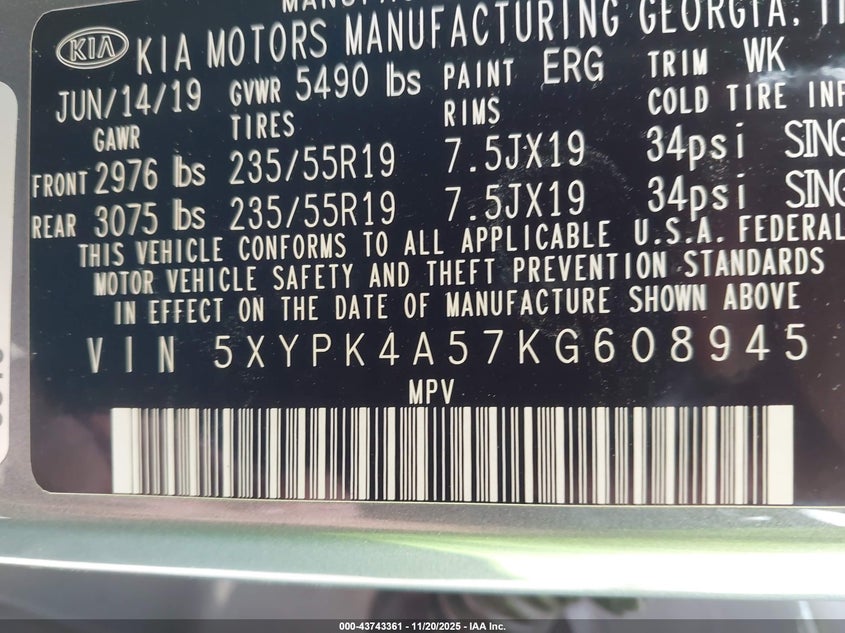 KIA KIA MOTORS MANUFACTURING GEORGIA,
JUN/14/19 GVWR 5490 lbs PAINT ERG TRIM WK
GAWR TIRES RIMS COLD TIRE
FRONT 2976 lbs 235/55R19 7.5JX19 34psi
REAR 3075 lbs 235/55R19 7.5JX19 34psi
THIS VEHICLE CONFORMS TO ALL APPLICABLE U.S.A. FEDERAL
MOTOR VEHICLE SAFETY AND THEFT PREVENTION STANDARDS
IN EFFECT ON THE DATE OF MANUFACTURE SHOWN ABOVE
VIN 5XYPK4A57KG608945
MPV
000-43743361 - 11/20/2025 - IAA Inc.